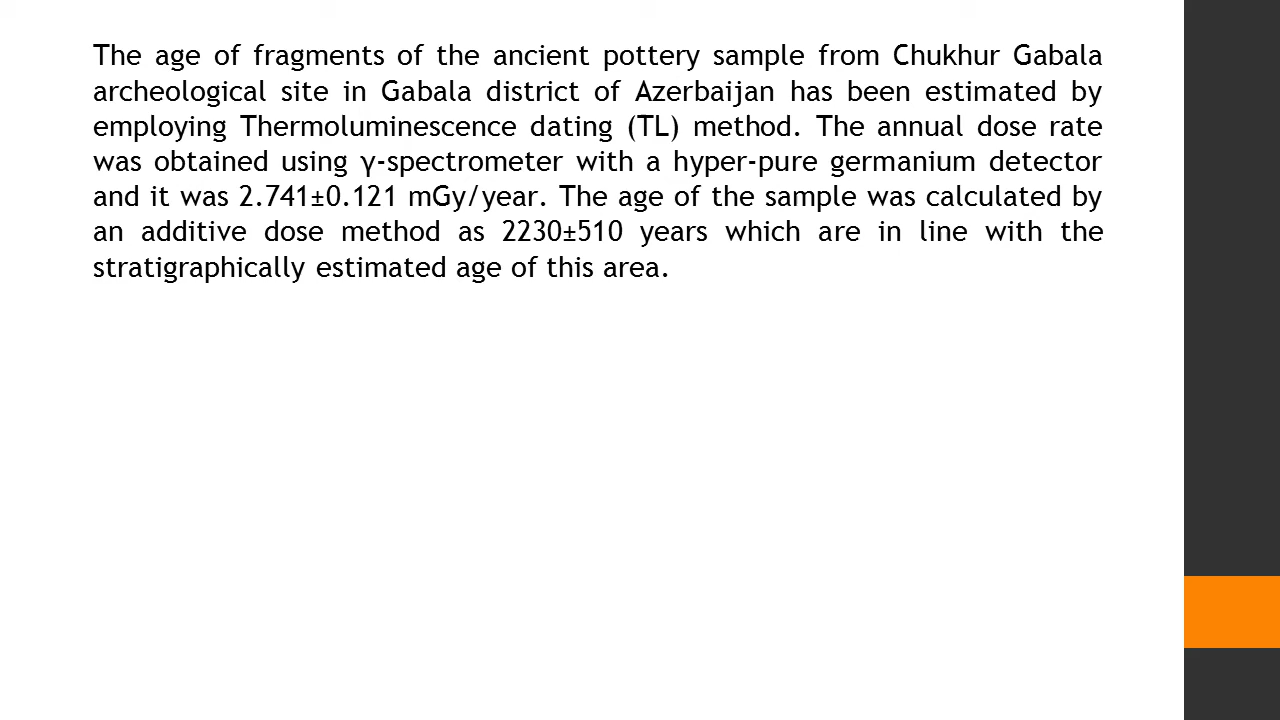 The age of fragments of the ancient pottery sample from Chukhur Gabala
archeological site in Gabala district of Azerbaijan has been estimated by
employing Thermoluminescence dating (TL) method. The annual dose rate
was obtained using γ-spectrometer with a hyper-pure germanium detector
and it was 2.741±0.121 mGy/year. The age of the sample was calculated by
an additive dose method as 2230±510 years which are in line with the
stratigraphically estimated age of this area.